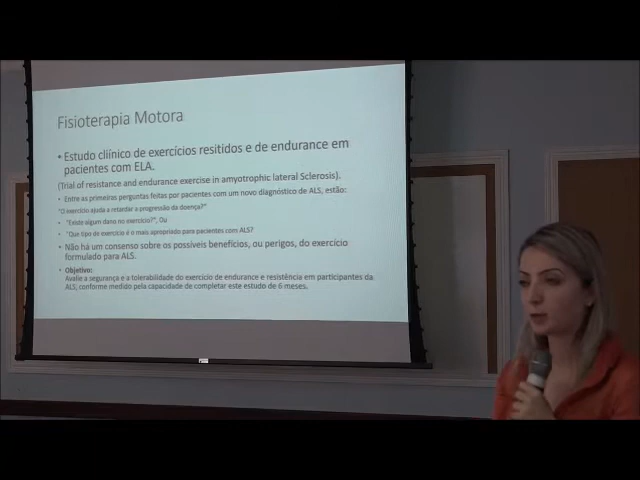 Fisioterapia Motora
• Estudo clíínico de exercícios resitidos e de endurance em
pacientes com ELA.
(Trial of resistance and endurance exercise in amyotrophic lateral Sclerosis).
• Entre as primeiras perguntas feitas por pacientes com um novo diagnóstico de ALS, estão:
"O exercício ajuda a retardar a progressão da doença?"
• "Existe algum dano no exercício?", Ou
• "Que tipo de exercício é o mais apropriado para pacientes com ALS?
• Não há um consenso sobre os possíveis benefícios, ou perigos, do exercício
formulado para ALS.
• Objetivo:
Avalie a segurança e a tolerabilidade do exercício de endurance e resistência em participantes da
ALS, conforme medido pela capacidade de completar este estudo de 6 meses.